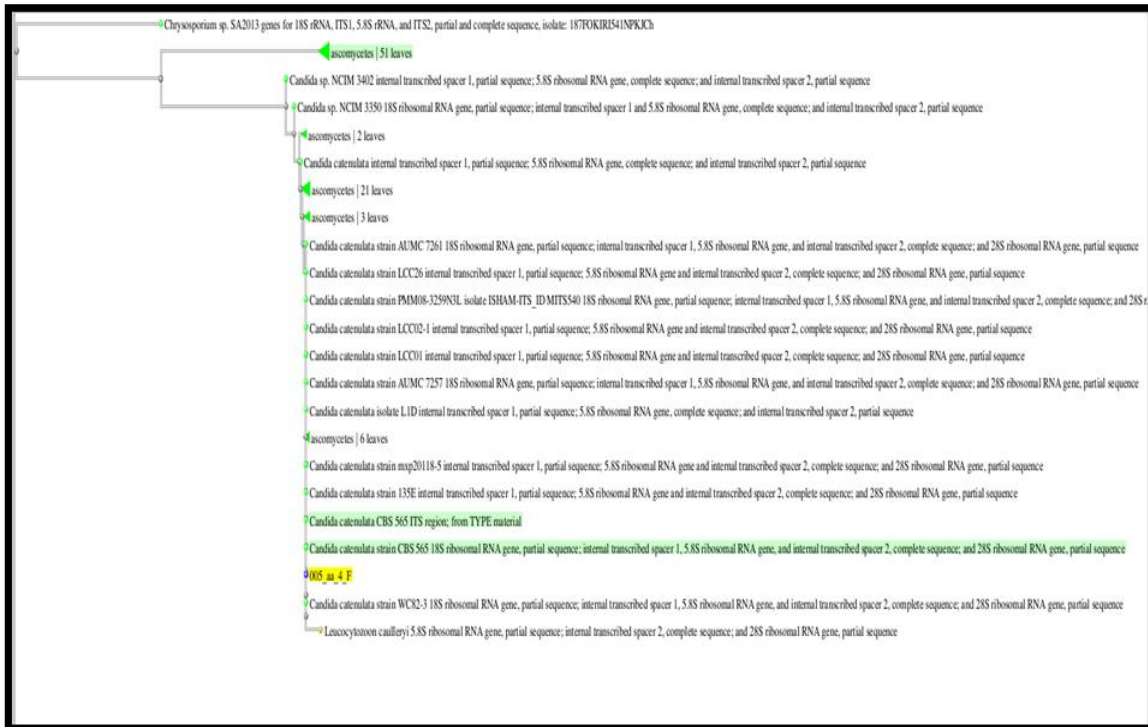 Chrysosporium sp. SA2013 genes for 18S rRNA, ITS1, 5.8S rRNA, and ITS2, partial and complete sequence, isolate: 187FOKIRI541NPKJCh
ascomycetes | 51 leaves
Candida sp. NCIM 3402 internal transcribed spacer 1, partial sequence; 5.8S ribosomal RNA gene, complete sequence; and internal transcribed spacer 2, partial sequence
Candida sp. NCIM 3350 18S ribosomal RNA gene, partial sequence; internal transcribed spacer 1 and 5.8S ribosomal RNA gene, complete sequence; and internal transcribed spacer 2, partial sequence
ascomycetes | 2 leaves
Candida catenulata internal transcribed spacer 1, partial sequence; 5.8S ribosomal RNA gene, complete sequence; and internal transcribed spacer 2, partial sequence
ascomycetes | 21 leaves
ascomycetes | 3 leaves
Candida catenulata strain AUMC 7261 18S ribosomal RNA gene, partial sequence; internal transcribed spacer 1, 5.8S ribosomal RNA gene, and internal transcribed spacer 2, complete sequence; and 28S ribosomal RNA gene, partial sequence
Candida catenulata strain LCC26 internal transcribed spacer 1, partial sequence; 5.8S ribosomal RNA gene and internal transcribed spacer 2, complete sequence; and 28S ribosomal RNA gene, partial sequence
Candida catenulata strain PMM08-3259N3L isolate ISHAM-ITS_ID MITS540 18S ribosomal RNA gene, partial sequence; internal transcribed spacer 1, 5.8S ribosomal RNA gene, and internal transcribed spacer 2, complete sequence; and 28S r
Candida catenulata strain LCC02-1 internal transcribed spacer 1, partial sequence; 5.8S ribosomal RNA gene and internal transcribed spacer 2, complete sequence; and 28S ribosomal RNA gene, partial sequence
Candida catenulata strain LCC01 internal transcribed spacer 1, partial sequence; 5.8S ribosomal RNA gene and internal transcribed spacer 2, complete sequence; and 28S ribosomal RNA gene, partial sequence
Candida catenulata strain AUMC 7257 18S ribosomal RNA gene, partial sequence; internal transcribed spacer 1, 5.8S ribosomal RNA gene, and internal transcribed spacer 2, complete sequence; and 28S ribosomal RNA gene, partial sequence
Candida catenulata isolate L1D internal transcribed spacer 1, partial sequence; 5.8S ribosomal RNA gene, complete sequence; and internal transcribed spacer 2, partial sequence
ascomycetes | 6 leaves
Candida catenulata strain mxp20118-5 internal transcribed spacer 1, partial sequence; 5.8S ribosomal RNA gene and internal transcribed spacer 2, complete sequence; and 28S ribosomal RNA gene, partial sequence
Candida catenulata strain 135E internal transcribed spacer 1, partial sequence; 5.8S ribosomal RNA gene and internal transcribed spacer 2, complete sequence; and 28S ribosomal RNA gene, partial sequence
Candida catenulata CBS 565 ITS region; from TYPE material
Candida catenulata strain CBS 565 18S ribosomal RNA gene, partial sequence; internal transcribed spacer 1, 5.8S ribosomal RNA gene, and internal transcribed spacer 2, complete sequence; and 28S ribosomal RNA gene, partial sequence
005_aa_4_F
Candida catenulata strain WC82-3 18S ribosomal RNA gene, partial sequence; internal transcribed spacer 1, 5.8S ribosomal RNA gene, and internal transcribed spacer 2, complete sequence; and 28S ribosomal RNA gene, partial sequence
Leucocytozoon caulleryi 5.8S ribosomal RNA gene, partial sequence; internal transcribed spacer 2, complete sequence; and 28S ribosomal RNA gene, partial sequence